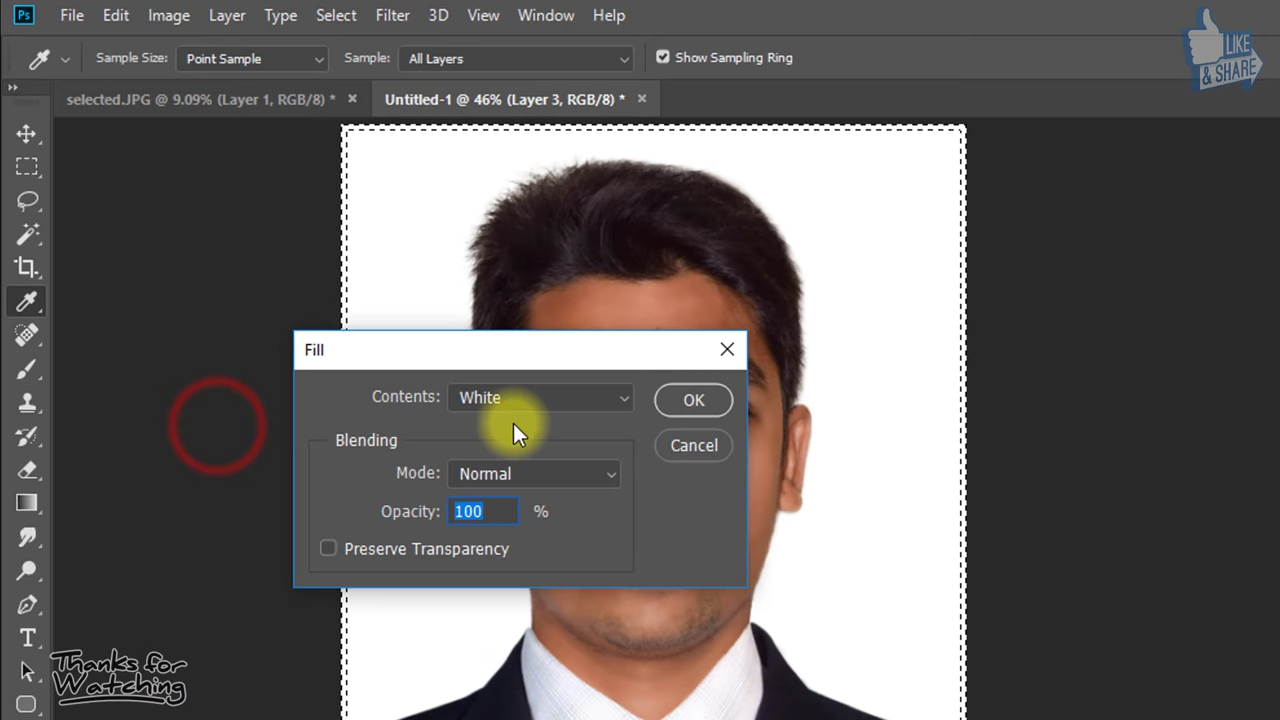 Ps File Edit Image Layer Type Select Filter 3D View Window Help
Sample Size: Point Sample Sample: All Layers Show Sampling Ring
LIKE
& SHARE
selected.JPG @ 9.09% (Layer 1, RGB/8) * Untitled-1 @ 46% (Layer 3, RGB/8) *
Fill
Contents: White OK
Blending Cancel
Mode: Normal
Opacity: 100 %
Preserve Transparency
T
Thanks for
Watching